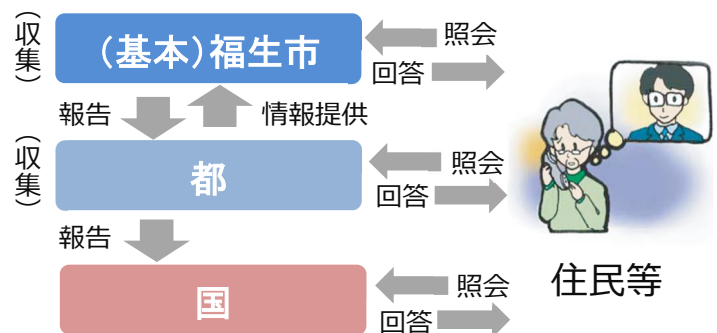 （収集）
（基本）福生市
照会
回答
報告
情報提供
（収集）
都
照会
回答
報告
国
照会
回答
住民等